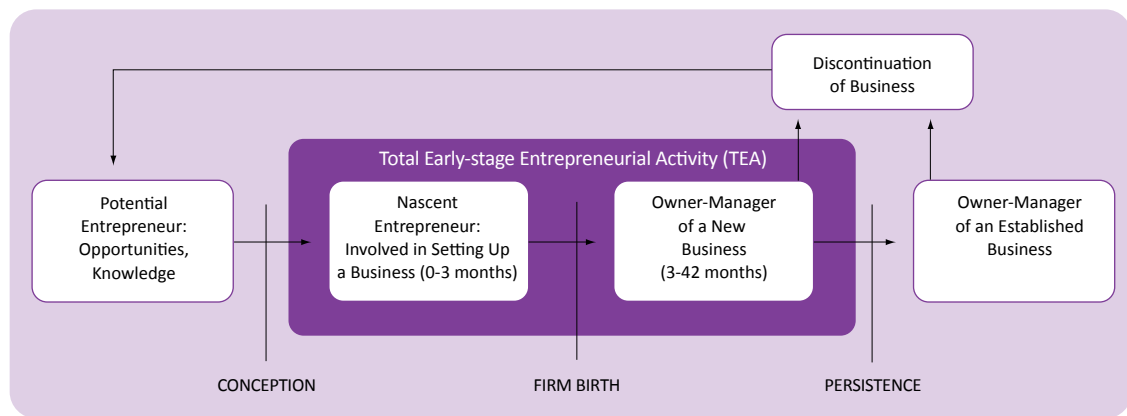 Discontinuation
of Business
Total Early-stage Entrepreneurial Activity (TEA)
Potential
Entrepreneur:
Opportunities,
Knowledge
Nascent
Entrepreneur:
Involved in Setting Up
a Business (0-3 months)
Owner-Manager
of a New
Business
(3-42 months)
Owner-Manager
of an Established
Business
CONCEPTION
FIRM BIRTH
PERSISTENCE